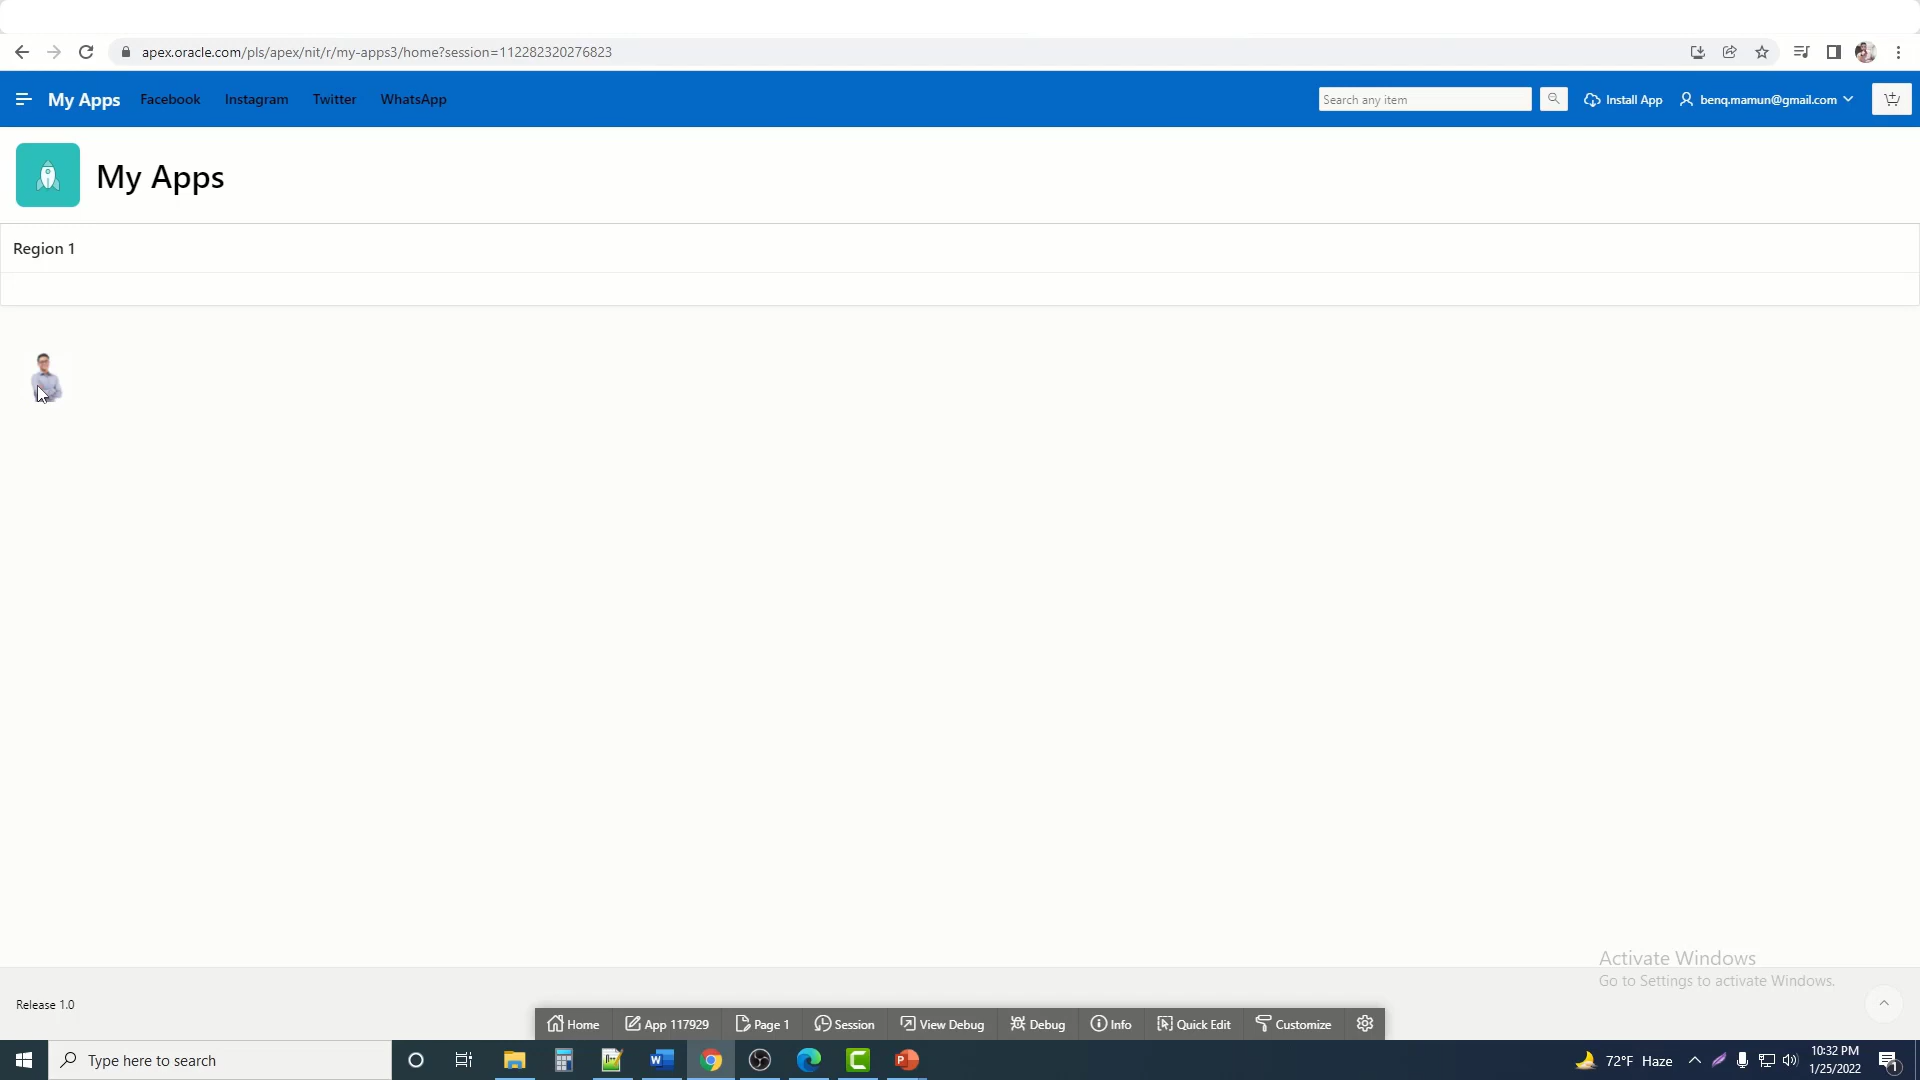 apex.oracle.com/pls/apex/nit/r/my-apps3/home?session=112282320276823
My Apps Facebook Instagram Twitter WhatsApp Search any item Install App benq.mamun@gmail.com
My Apps
Region 1
Activate Windows
Go to Settings to activate Windows.
Release 1.0
Home App 117929 Page 1 Session View Debug Debug Info Quick Edit Customize
Type here to search 72°F Haze 10:32 PM
1/25/2022 1